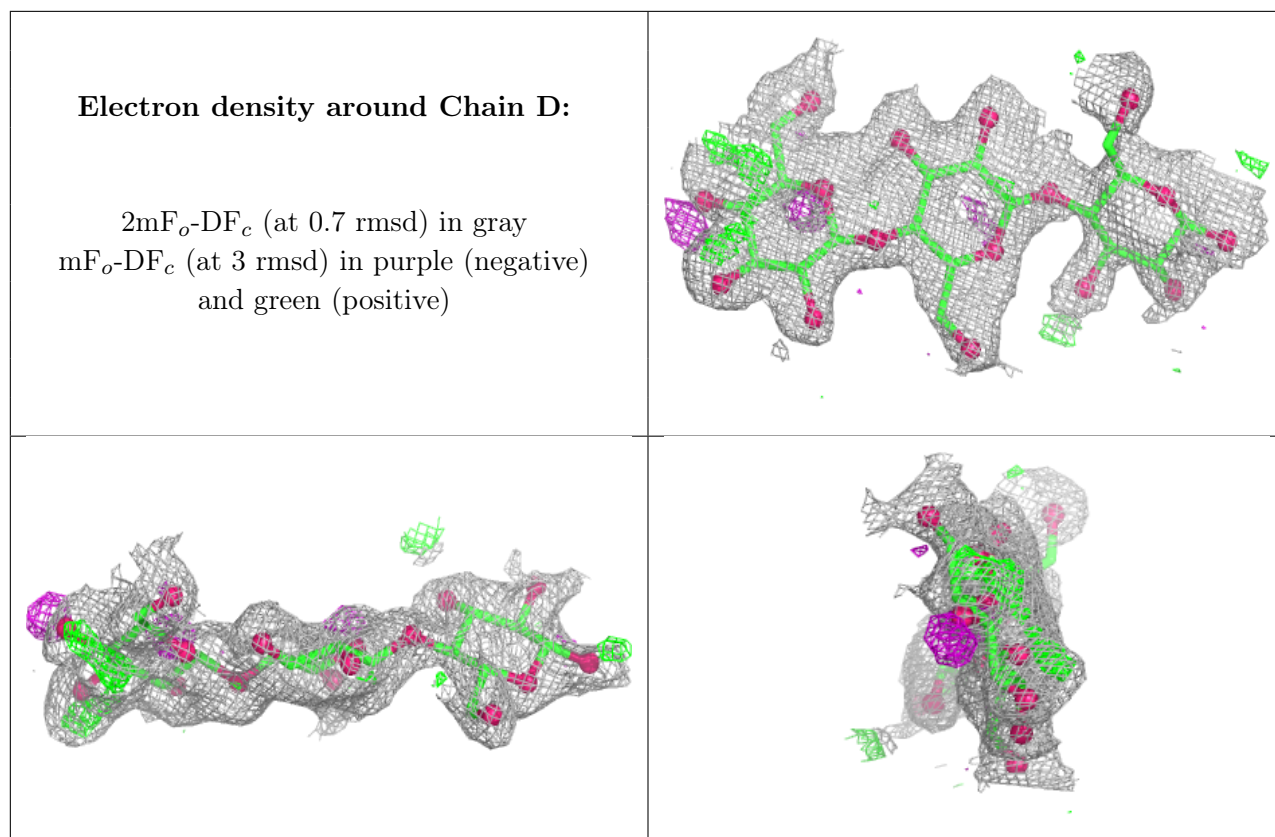 Electron density around Chain D:
2mFo-DFc (at 0.7 rmsd) in gray
mFo-DFc (at 3 rmsd) in purple (negative)
and green (positive)